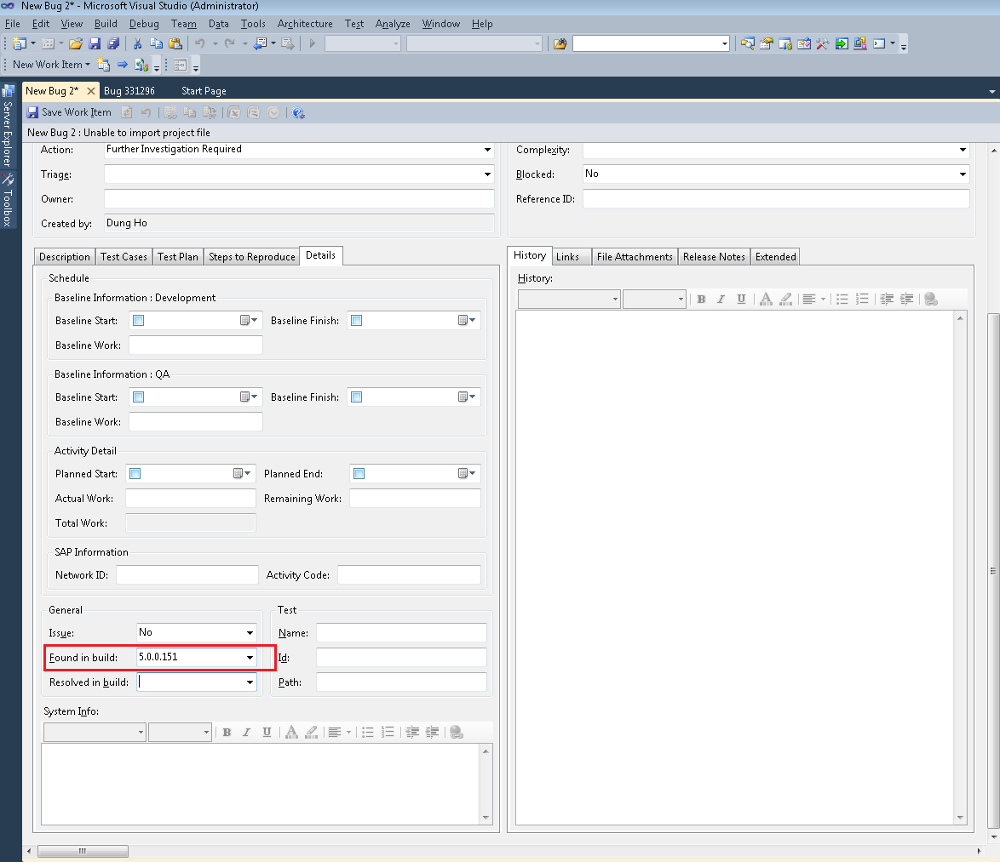 New Bug 2* - Microsoft Visual Studio (Administrator)
File Edit View Build Debug Team Data Tools Architecture Test Analyze Window Help
New Work Item
New Bug 2* Bug 331296 Start Page
Server Explorer
Toolbox
Save Work Item
New Bug 2 : Unable to import project file
Action: Further Investigation Required
Triage:
Owner:
Created by: Dung Ho
Complexity:
Blocked: No
Reference ID:
Description Test Cases Test Plan Steps to Reproduce Details
Schedule
Baseline Information : Development
Baseline Start: Baseline Finish:
Baseline Work:
Baseline Information : QA
Baseline Start: Baseline Finish:
Baseline Work:
Activity Detail
Planned Start: Planned End:
Actual Work: Remaining Work:
Total Work:
SAP Information
Network ID: Activity Code:
General
Issue: No
Found in build: 5.0.0.151
Resolved in build:
Test
Name:
Id:
Path:
System Info:
B I U A
History Links File Attachments Release Notes Extended
History:
B I U A